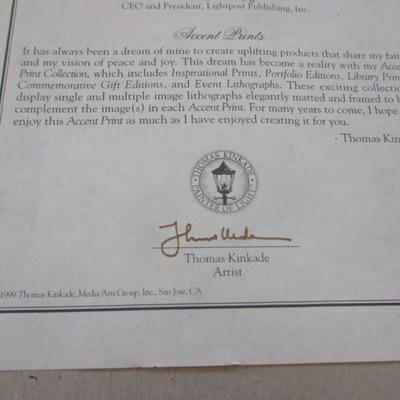 CEO and President, Lightpost Publishing, Inc.
Accent Prints
It has always been a dream of mine to create uplifting products that share my fait
and my vision of peace and joy. This dream has become a reality with my Acce
Print Collection, which includes Inspirational Prints, Portfolio Editions, Library Prin
Commemorative Gift Editions, and Event Lithographs. These exciting collectio
display single and multiple image lithographs elegantly matted and framed to b
complement the image(s) in each Accent Print. For many years to come, I hope
enjoy this Accent Print as much as I have enjoyed creating it for you.
- Thomas Kin
THOMAS KINKADE
PAINTER OF LIGHT
Thomas Kinkade
Artist
1999 Thomas Kinkade, Media Arts Group, Inc., San Jose, CA